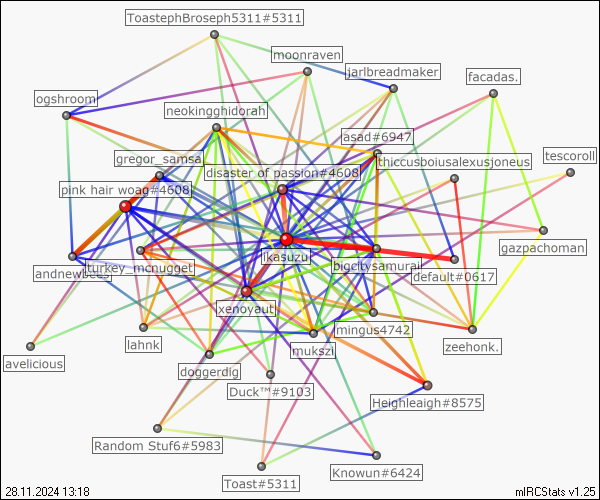 ToastephBroseph5311#5311
moonraven
jarlbreadmaker
facadas.
ogshroom
neokingghidorah
asad#6947
gregor_samsa
thiccusboiusalexusjoneus
tescoroll
disaster of passion#4608
pink hair woag#4608
gazpachoman
ikasuzu
bigcitysamurai
turkey_mcnugget
andnewbees
default#0617
xenoyauti
mingus4742
lahnk
mukszi
zeehonk.
avelicious
doggerdig
Duck™#9103
Heighleaigh#8575
Random Stuf6#5983
Knowun#6424
Toast#5311
28.11.2024 13:18
mIRCStats v1.25